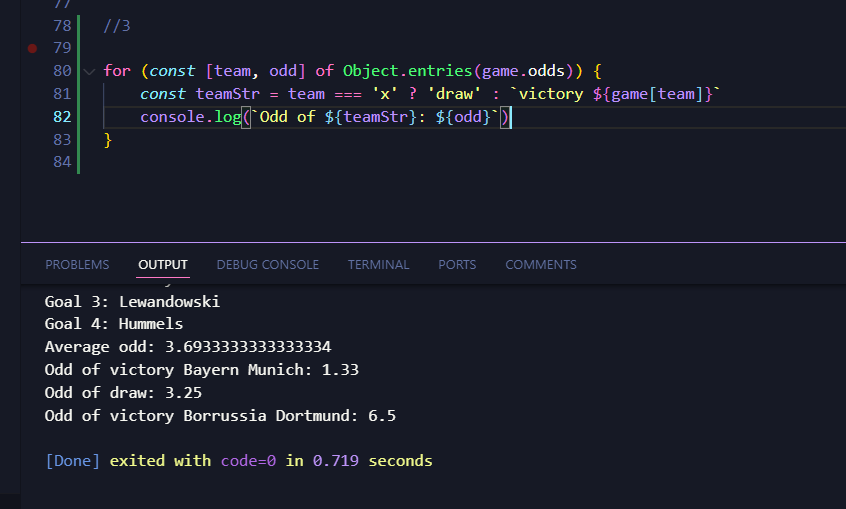 77
78 //3
79
80 for (const [team, odd] of Object.entries(game.odds)) {
81 const teamStr = team === 'x' ? 'draw' : `victory ${game[team]}`
82 console.log(`Odd of ${teamStr}: ${odd}`)
83 }
84
PROBLEMS OUTPUT DEBUG CONSOLE TERMINAL PORTS COMMENTS
Goal 3: Lewandowski
Goal 4: Hummels
Average odd: 3.6933333333333334
Odd of victory Bayern Munich: 1.33
Odd of draw: 3.25
Odd of victory Borrussia Dortmund: 6.5
[Done] exited with code=0 in 0.719 seconds